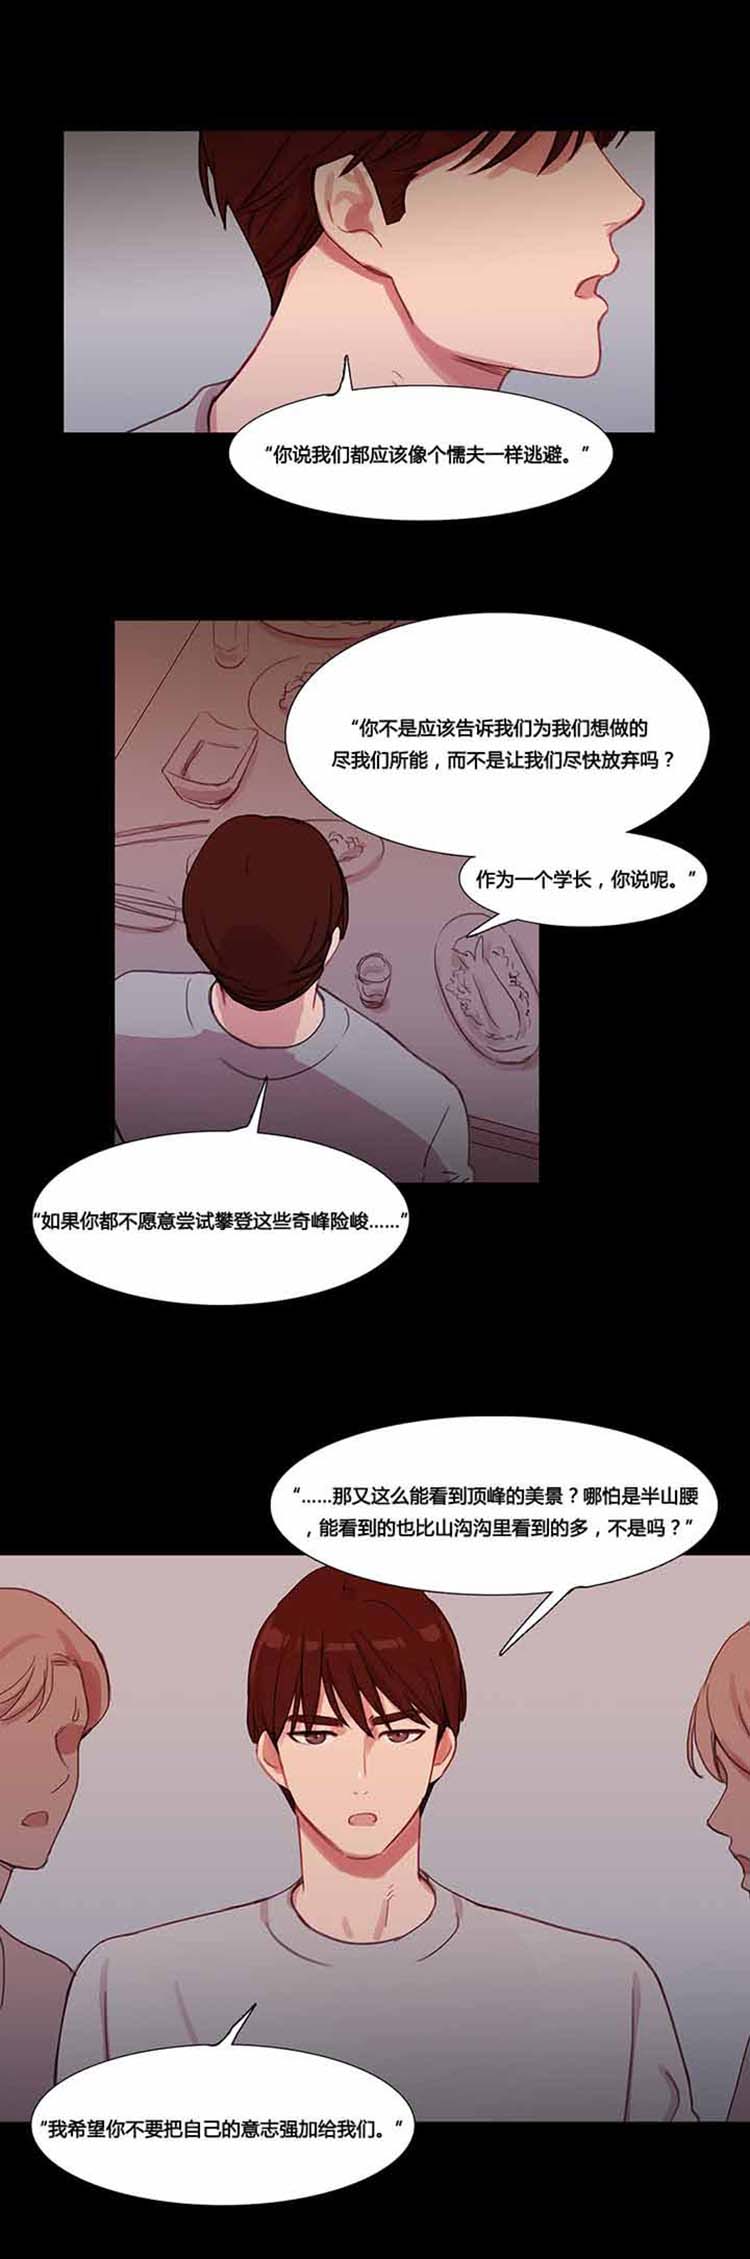 “你说我们都应该像个懦夫一样逃避。”
“你不是应该告诉我们为我们想做的
尽我们所能，而不是让我们尽快放弃吗？
作为一个学长，你说呢。”
“如果你都不愿意尝试攀登这些奇峰险峻……”
“……那又这么能看到顶峰的美景？哪怕是半山腰
，能看到的也比山沟沟里看到的多，不是吗？”
“我希望你不要把自己的意志强加给我们。”